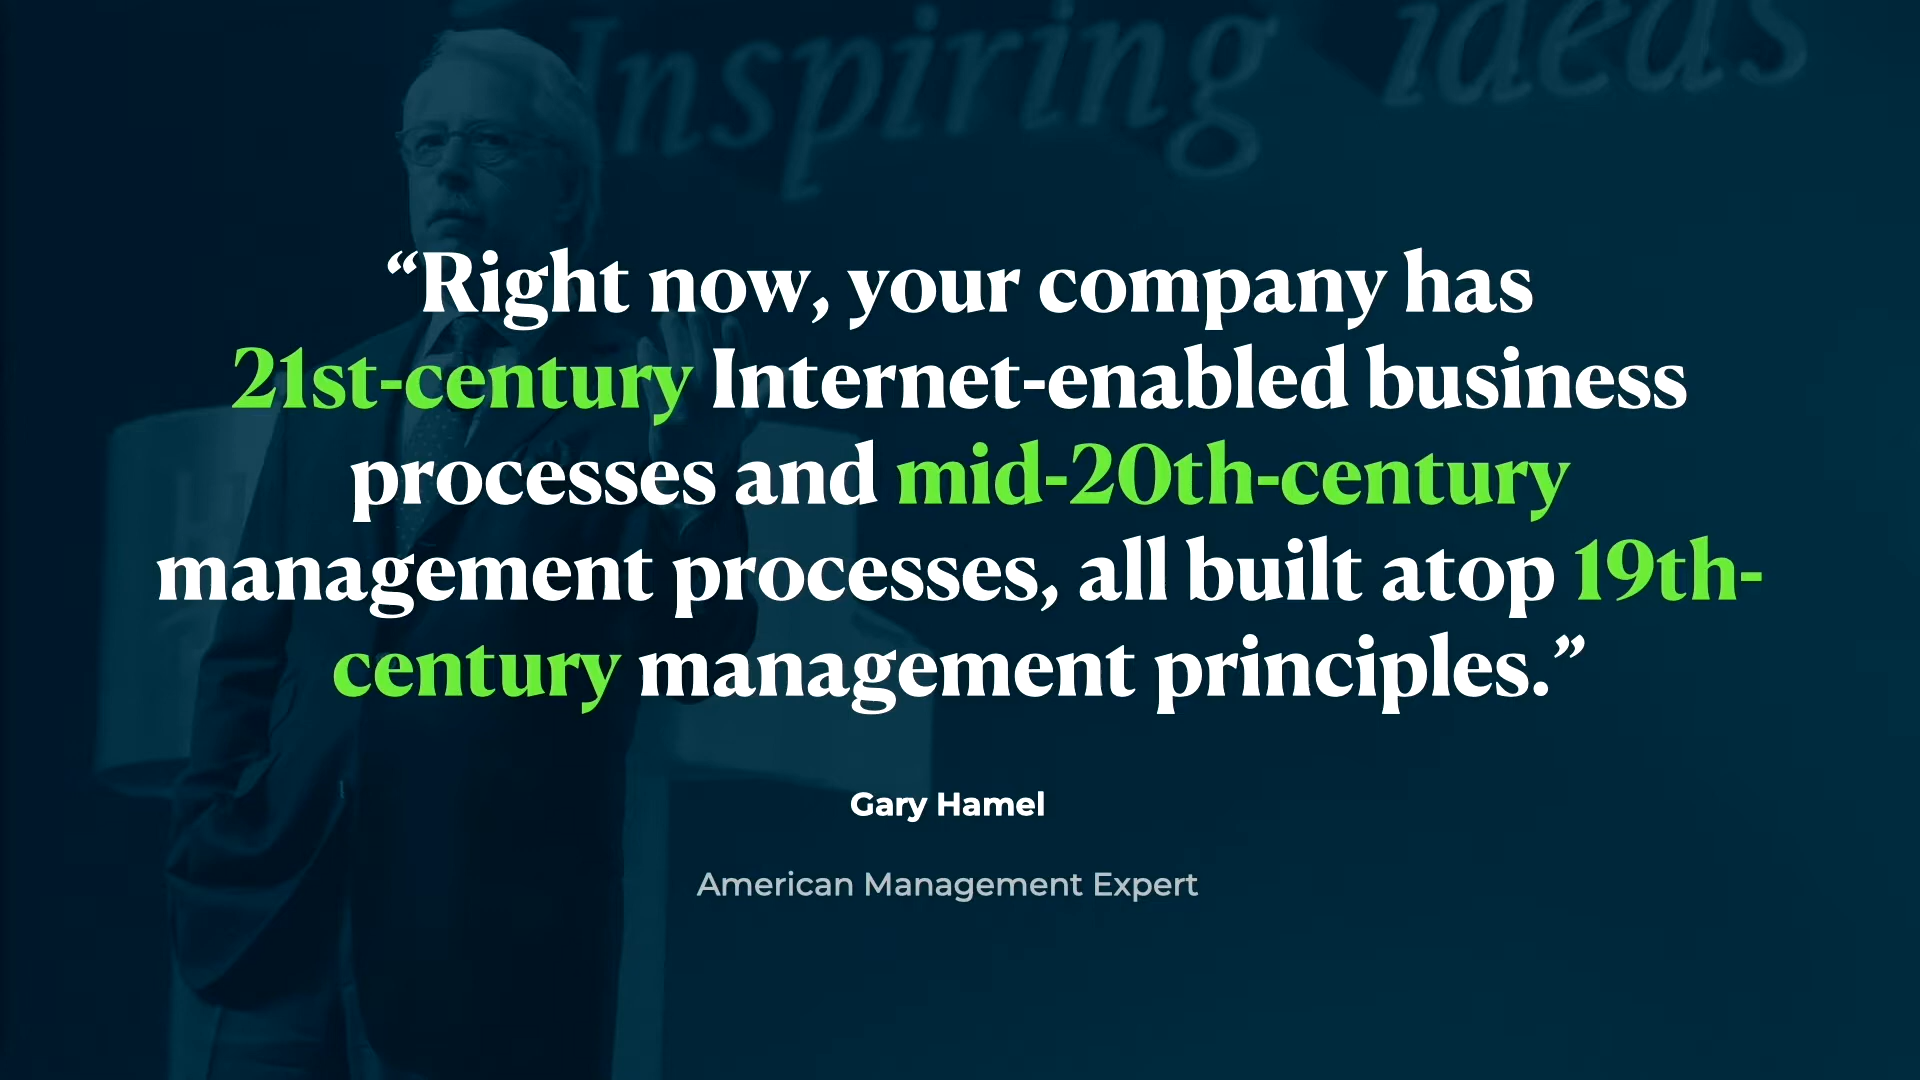 Inspiring ideas
“Right now, your company has
21st-century Internet-enabled business
processes and mid-20th-century
management processes, all built atop 19th-
century management principles.”
Gary Hamel
American Management Expert